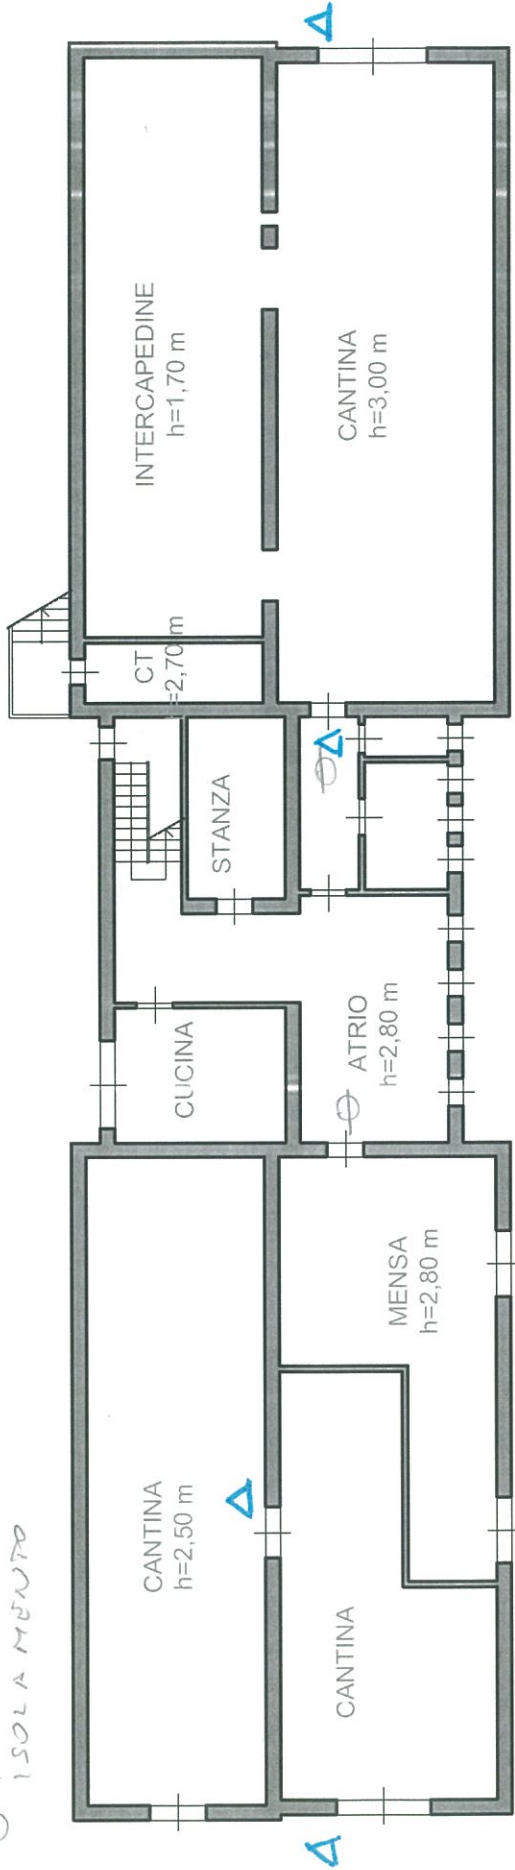 ISOLAMENTO
CANTINA
h=2,50 m
CANTINA
MENSA
h=2,80 m
CUCINA
ATRIO
h=2,80 m
STANZA
CT
=2,70 m
INTERCAPEDINE
h=1,70 m
CANTINA
h=3,00 m